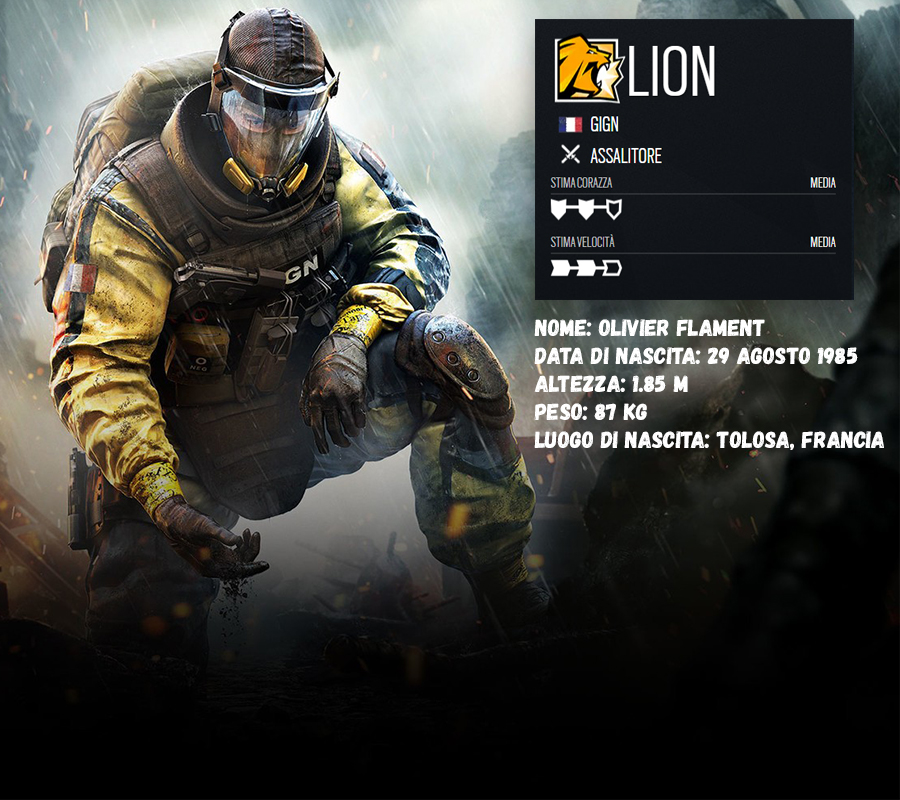 LION
GIGN
ASSALITORE
STIMA CORAZZA MEDIA
STIMA VELOCITÀ MEDIA
GN
NOME: OLIVIER FLAMENT
DATA DI NASCITA: 29 AGOSTO 1985
ALTEZZA: 1.85 M
PESO: 87 KG
LUOGO DI NASCITA: TOLOSA, FRANCIA